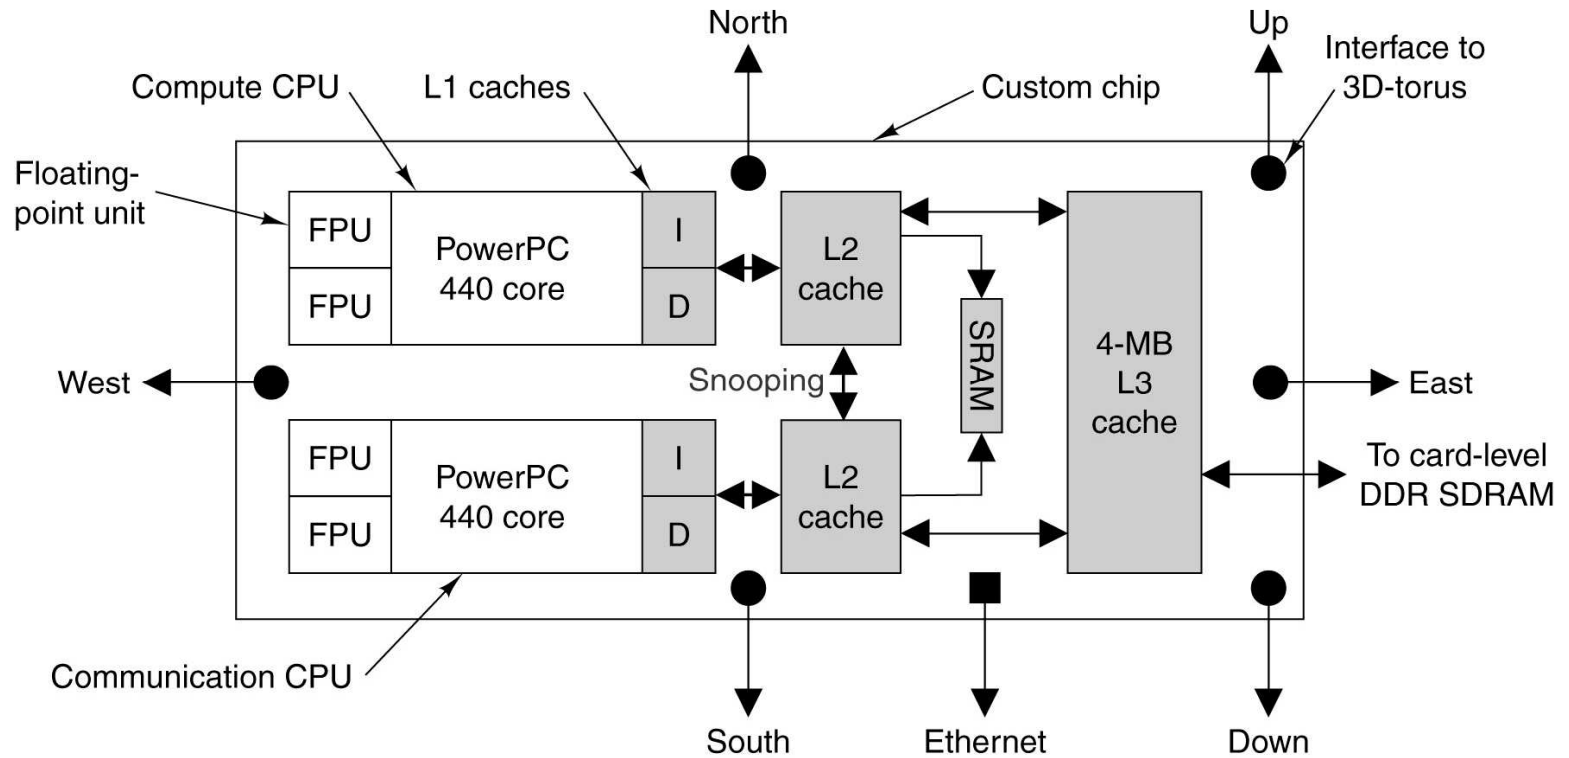 North
Up
Interface to
3D-torus
Compute CPU
L1 caches
Custom chip
Floating-
point unit
FPU
FPU
PowerPC
440 core
I
D
L2
cache
SRAM
4-MB
L3
cache
West
Snooping
East
FPU
FPU
PowerPC
440 core
I
D
L2
cache
To card-level
DDR SDRAM
Communication CPU
South
Ethernet
Down